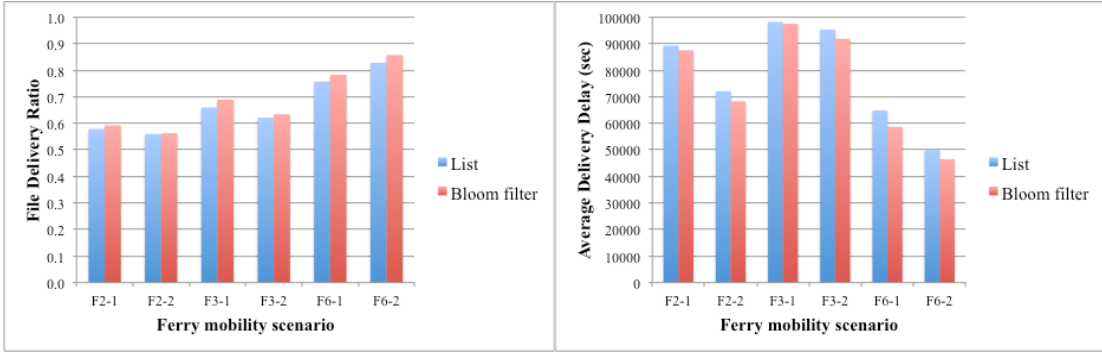 File Delivery Ratio
1.0
0.9
0.8
0.7
0.6
0.5
0.4
0.3
0.2
0.1
0.0
F2-1 F2-2 F3-1 F3-2 F6-1 F6-2
Ferry mobility scenario
List
Bloom filter
Average Delivery Delay (sec)
100000
90000
80000
70000
60000
50000
40000
30000
20000
10000
0
F2-1 F2-2 F3-1 F3-2 F6-1 F6-2
Ferry mobility scenario
List
Bloom filter